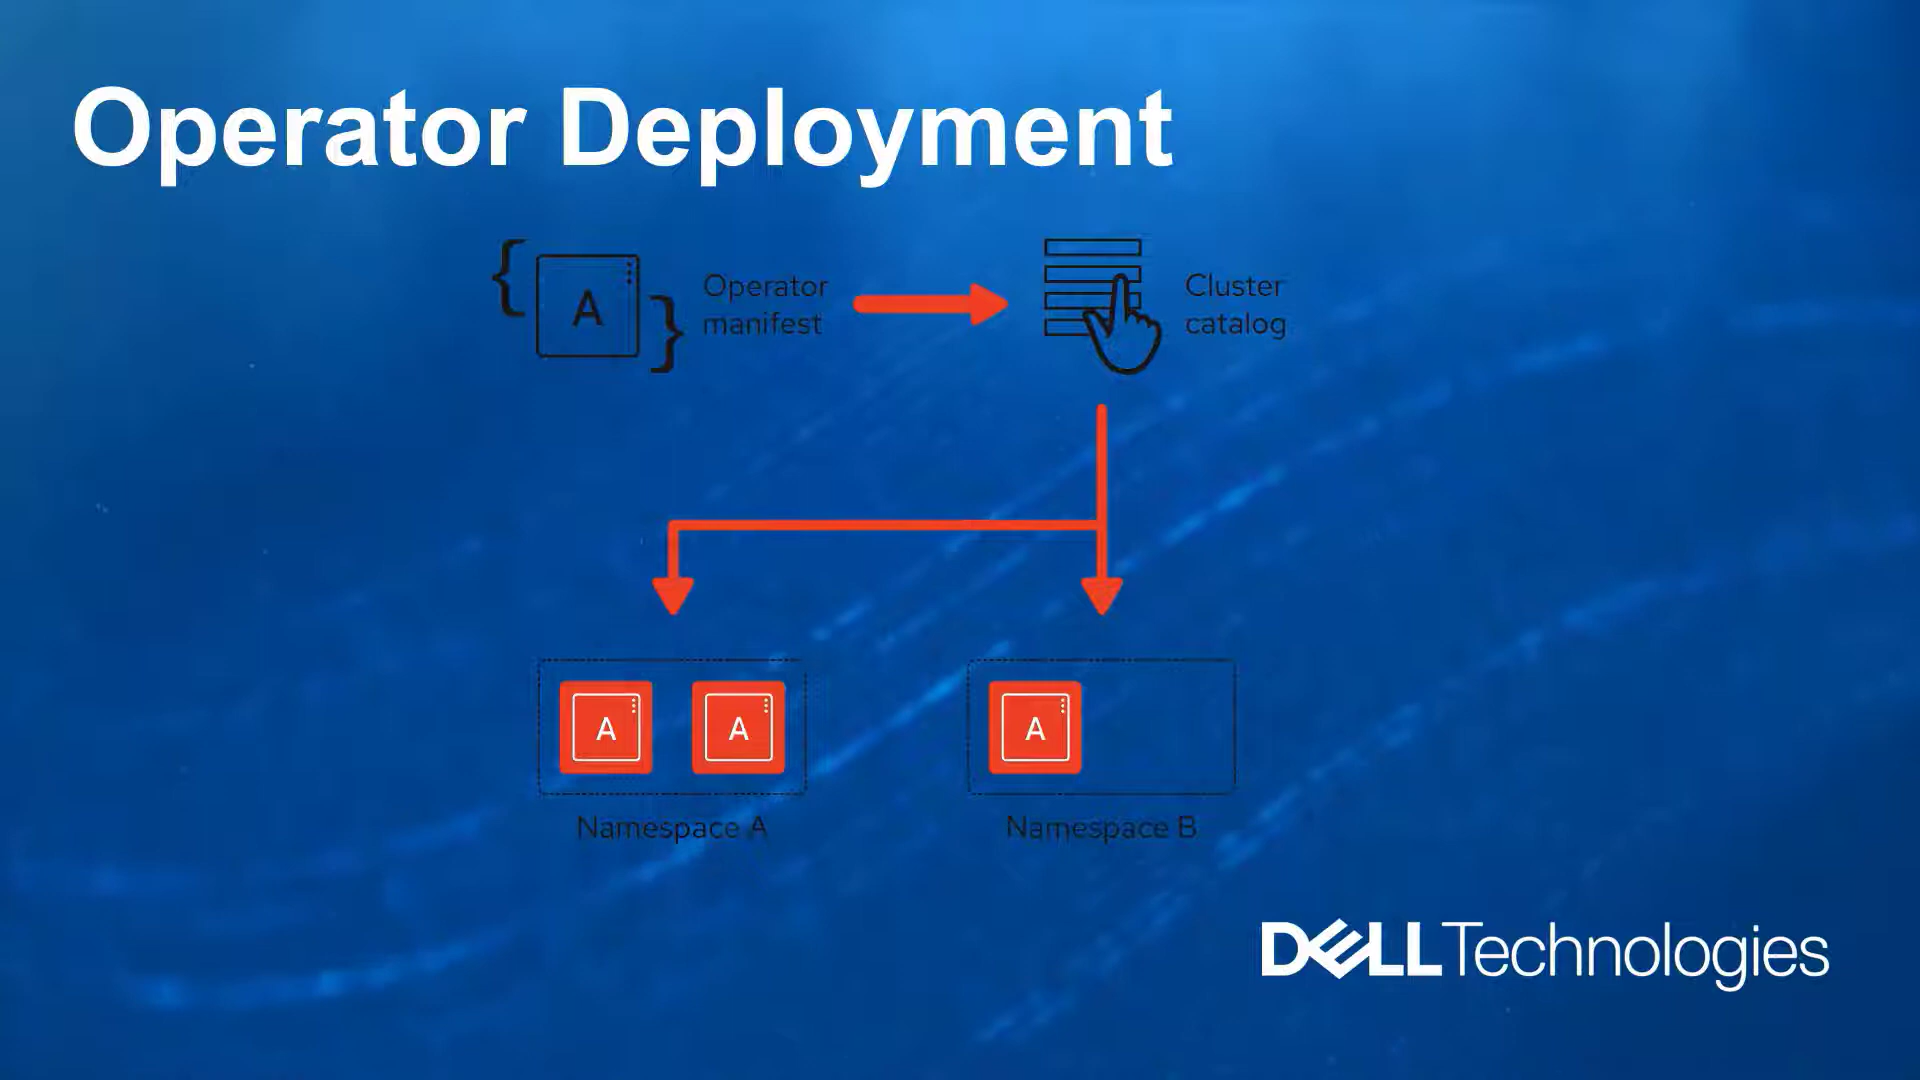 Operator Deployment
{ A }
Operator
manifest
Cluster
catalog
A
A
A
Namespace A
Namespace B
DELL Technologies